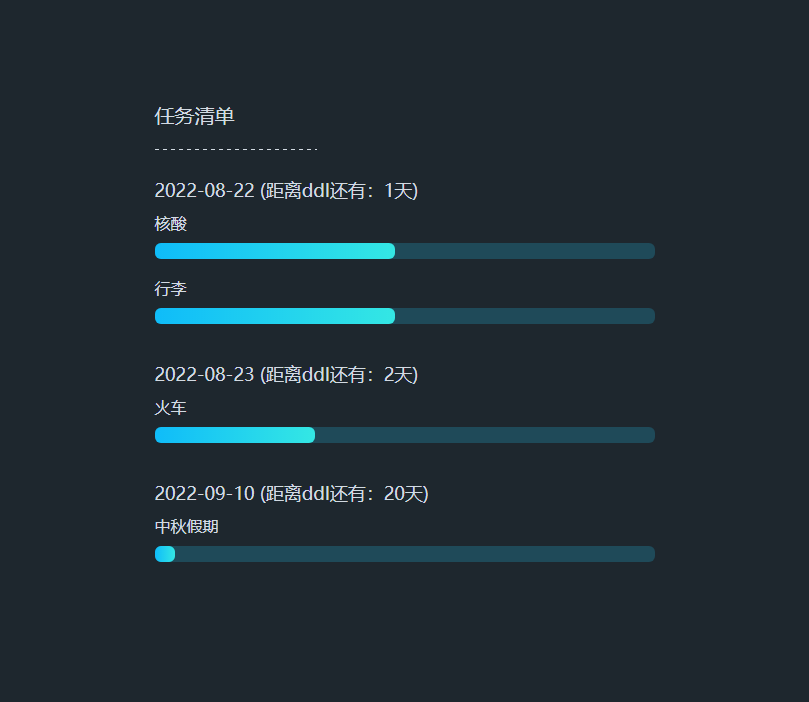 任务清单
---------------------
2022-08-22 (距离ddl还有：1天)
核酸
行李
2022-08-23 (距离ddl还有：2天)
火车
2022-09-10 (距离ddl还有：20天)
中秋假期